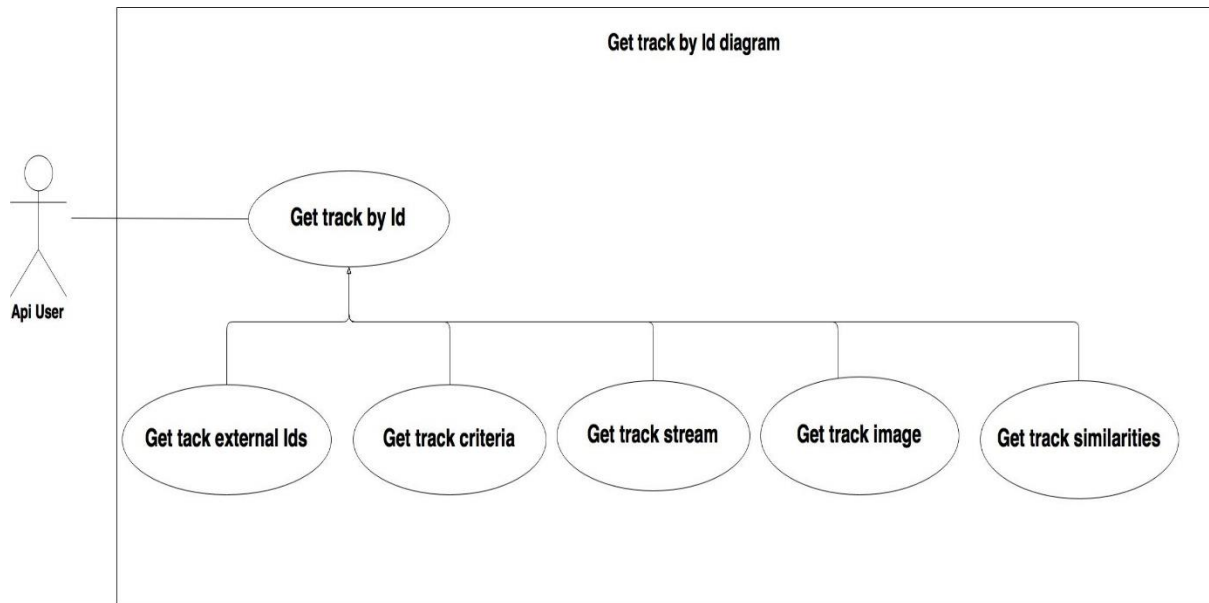 Get track by Id diagram
Get track by Id
Api User
Get tack external Ids
Get track criteria
Get track stream
Get track image
Get track similarities